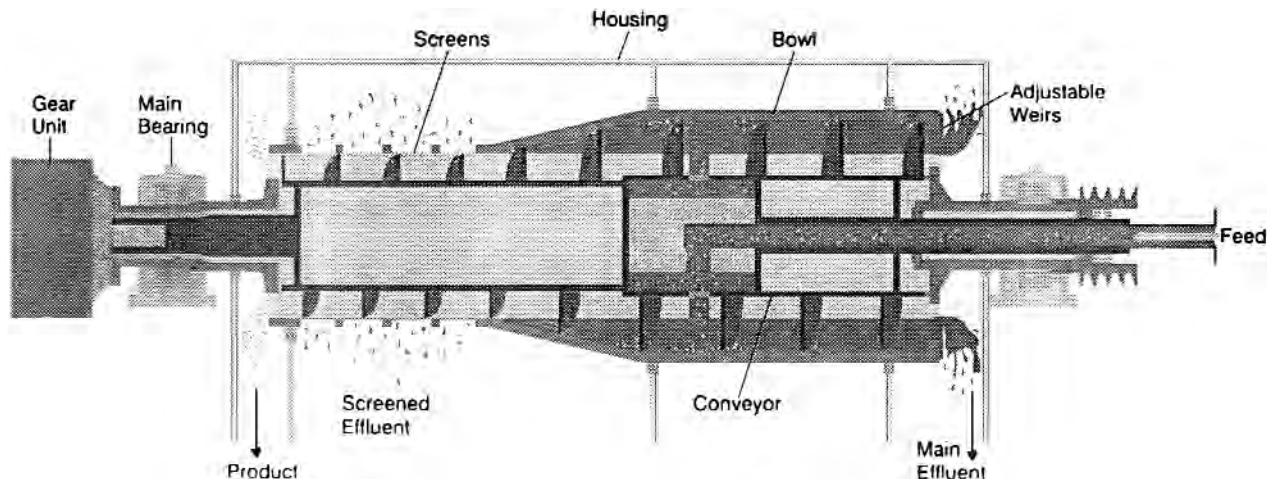 Housing
Screens
Bowl
Gear
Unit
Main
Bearing
Adjustable
Weirs
Feed
Screened
Effluent
Conveyor
Product
Main
Effluent